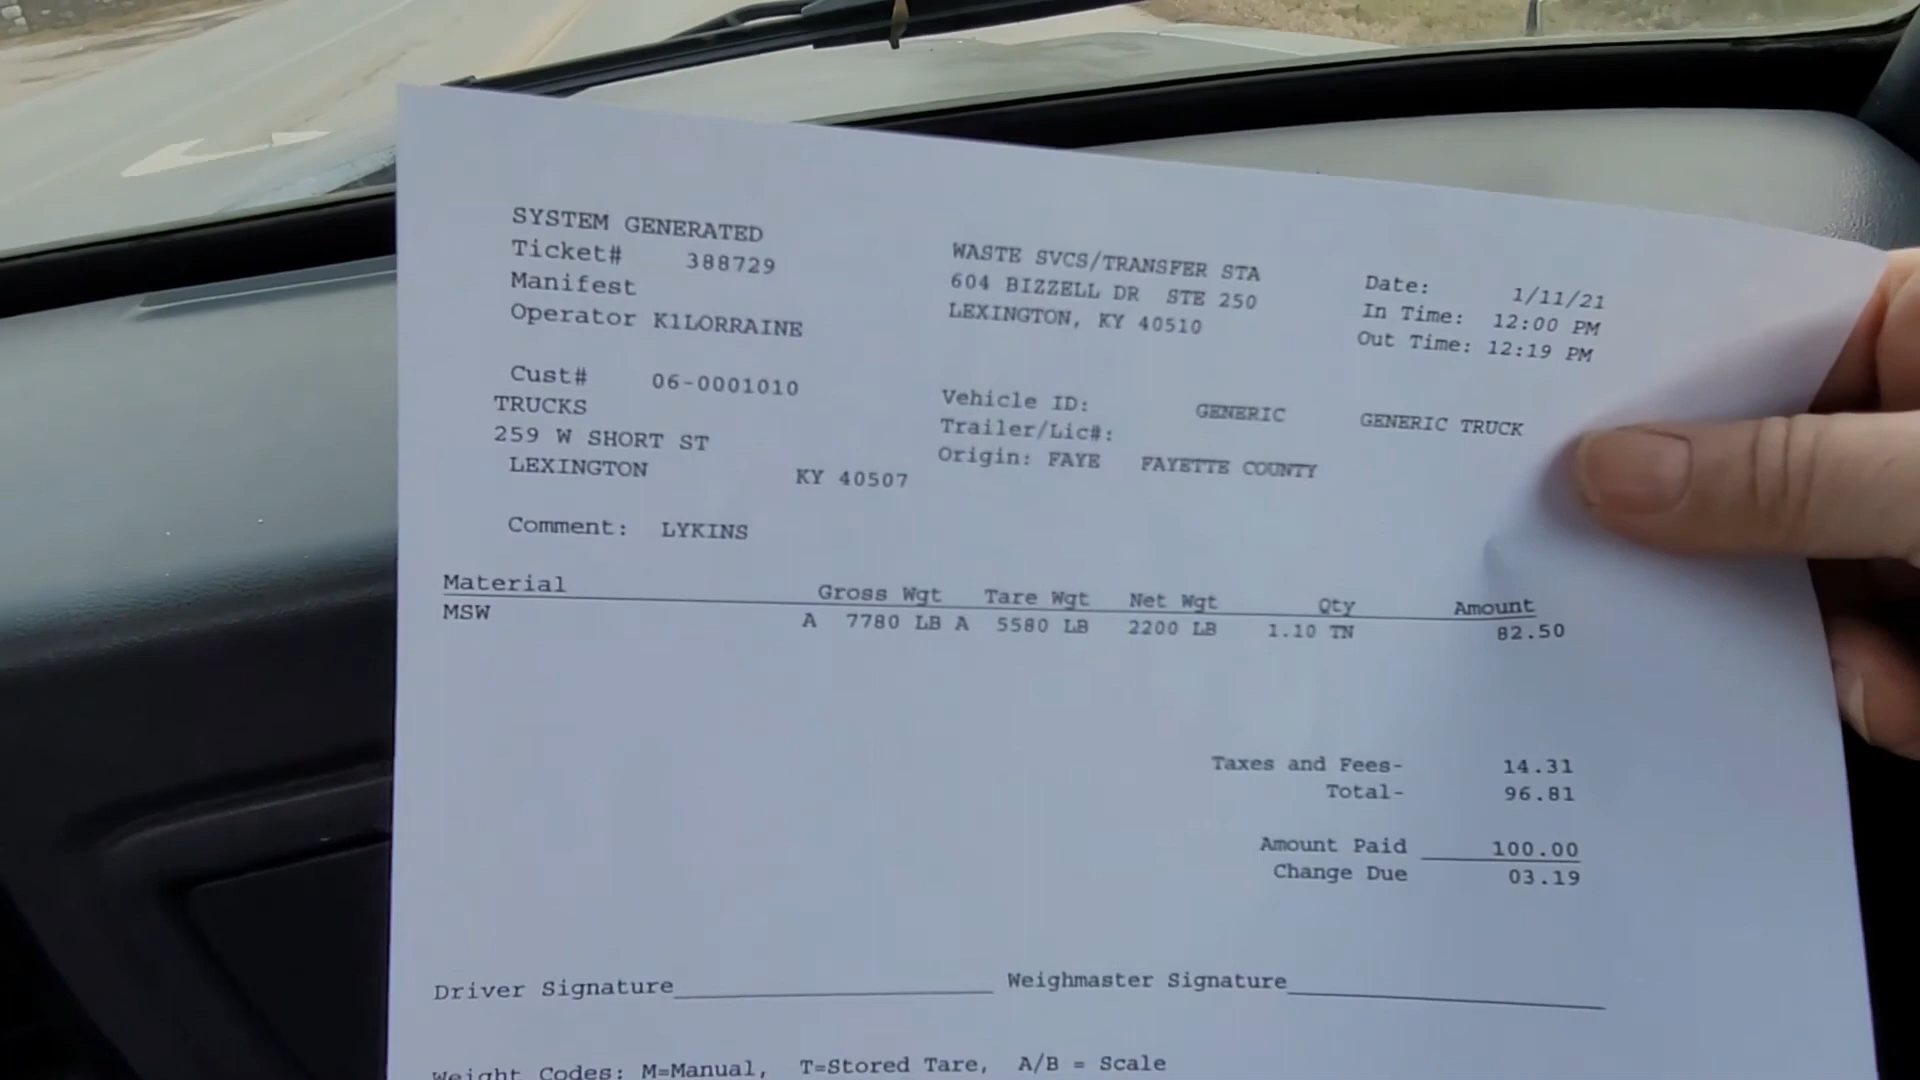 SYSTEM GENERATED
Ticket# 388729
Manifest
Operator K1LORRAINE
WASTE SVCS/TRANSFER STA
604 BIZZELL DR STE 250
LEXINGTON, KY 40510
Date: 1/11/21
In Time: 12:00 PM
Out Time: 12:19 PM
Cust# 06-0001010
TRUCKS
259 W SHORT ST
LEXINGTON KY 40507
Vehicle ID: GENERIC GENERIC TRUCK
Trailer/Lic#:
Origin: FAYE FAYETTE COUNTY
Comment: LYKINS
Material Gross Wgt Tare Wgt Net Wgt Qty Amount
MSW A 7780 LB A 5580 LB 2200 LB 1.10 TN 82.50
Taxes and Fees- 14.31
Total- 96.81
Amount Paid 100.00
Change Due 03.19
Driver Signature Weighmaster Signature
Weight Codes: M=Manual, T=Stored Tare, A/B = Scale